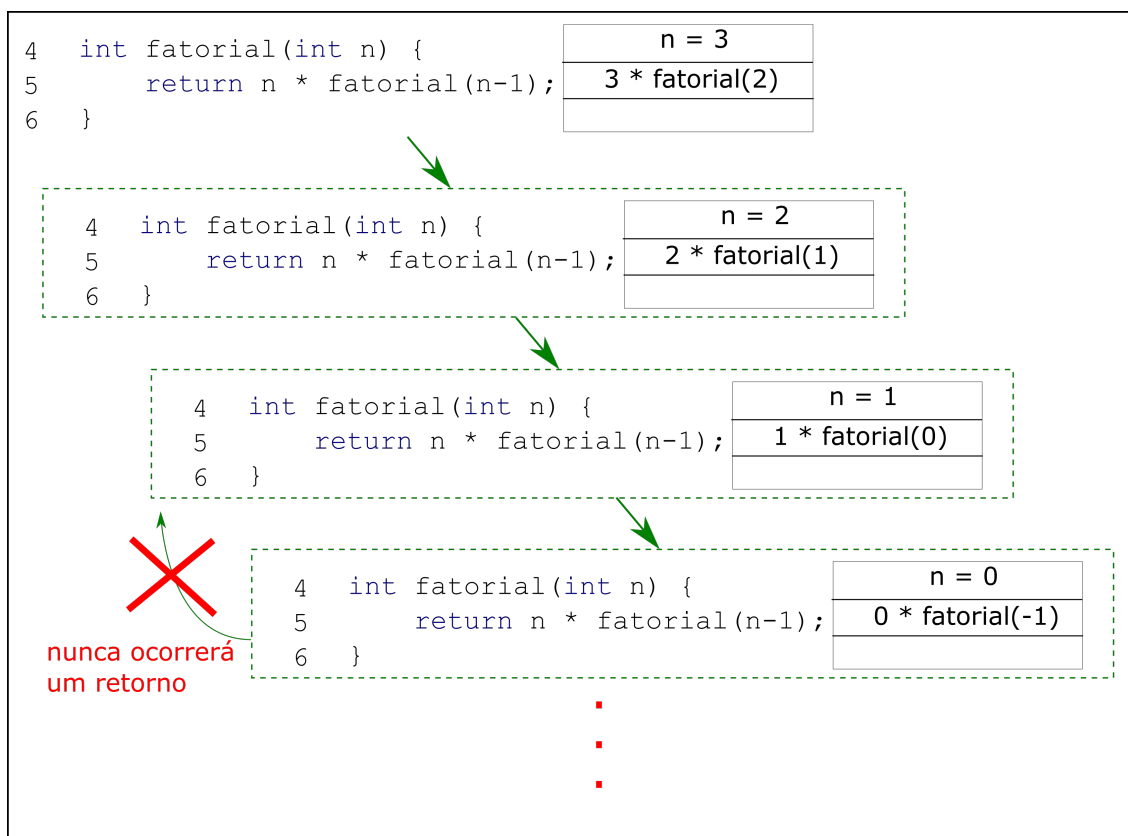 4 int fatorial(int n) {
5 return n * fatorial(n-1);
6 }
n = 3
3 * fatorial(2)
4 int fatorial(int n) {
5 return n * fatorial(n-1);
6 }
n = 2
2 * fatorial(1)
4 int fatorial(int n) {
5 return n * fatorial(n-1);
6 }
n = 1
1 * fatorial(0)
4 int fatorial(int n) {
5 return n * fatorial(n-1);
6 }
n = 0
0 * fatorial(-1)
nunca ocorrerá
um retorno
.
.
.